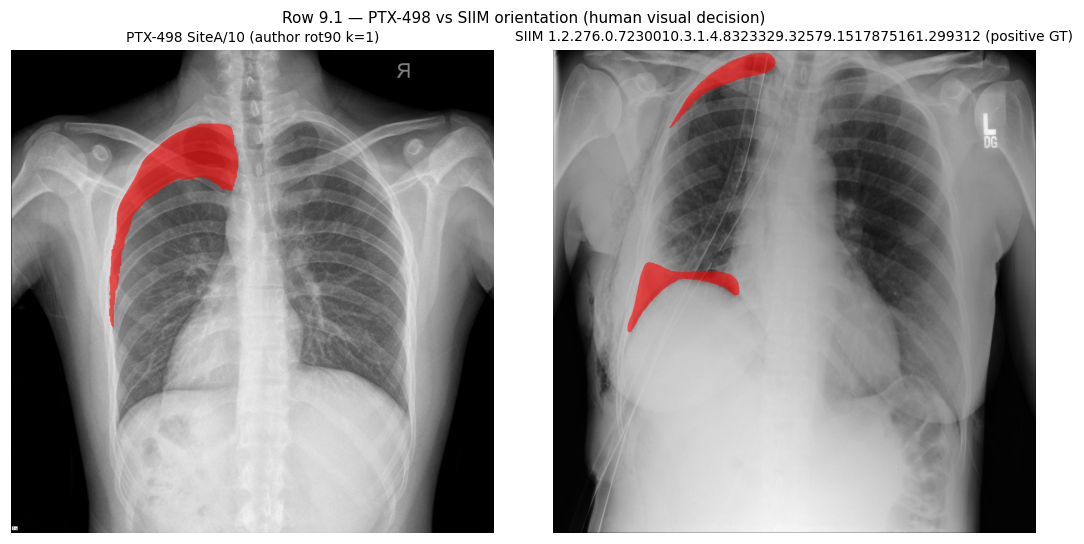 Row 9.1 — PTX-498 vs SIIM orientation (human visual decision)
PTX-498 SiteA/10 (author rot90 k=1)
SIIM 1.2.276.0.7230010.3.1.4.8323329.32579.1517875161.299312 (positive GT)
R
L
DG